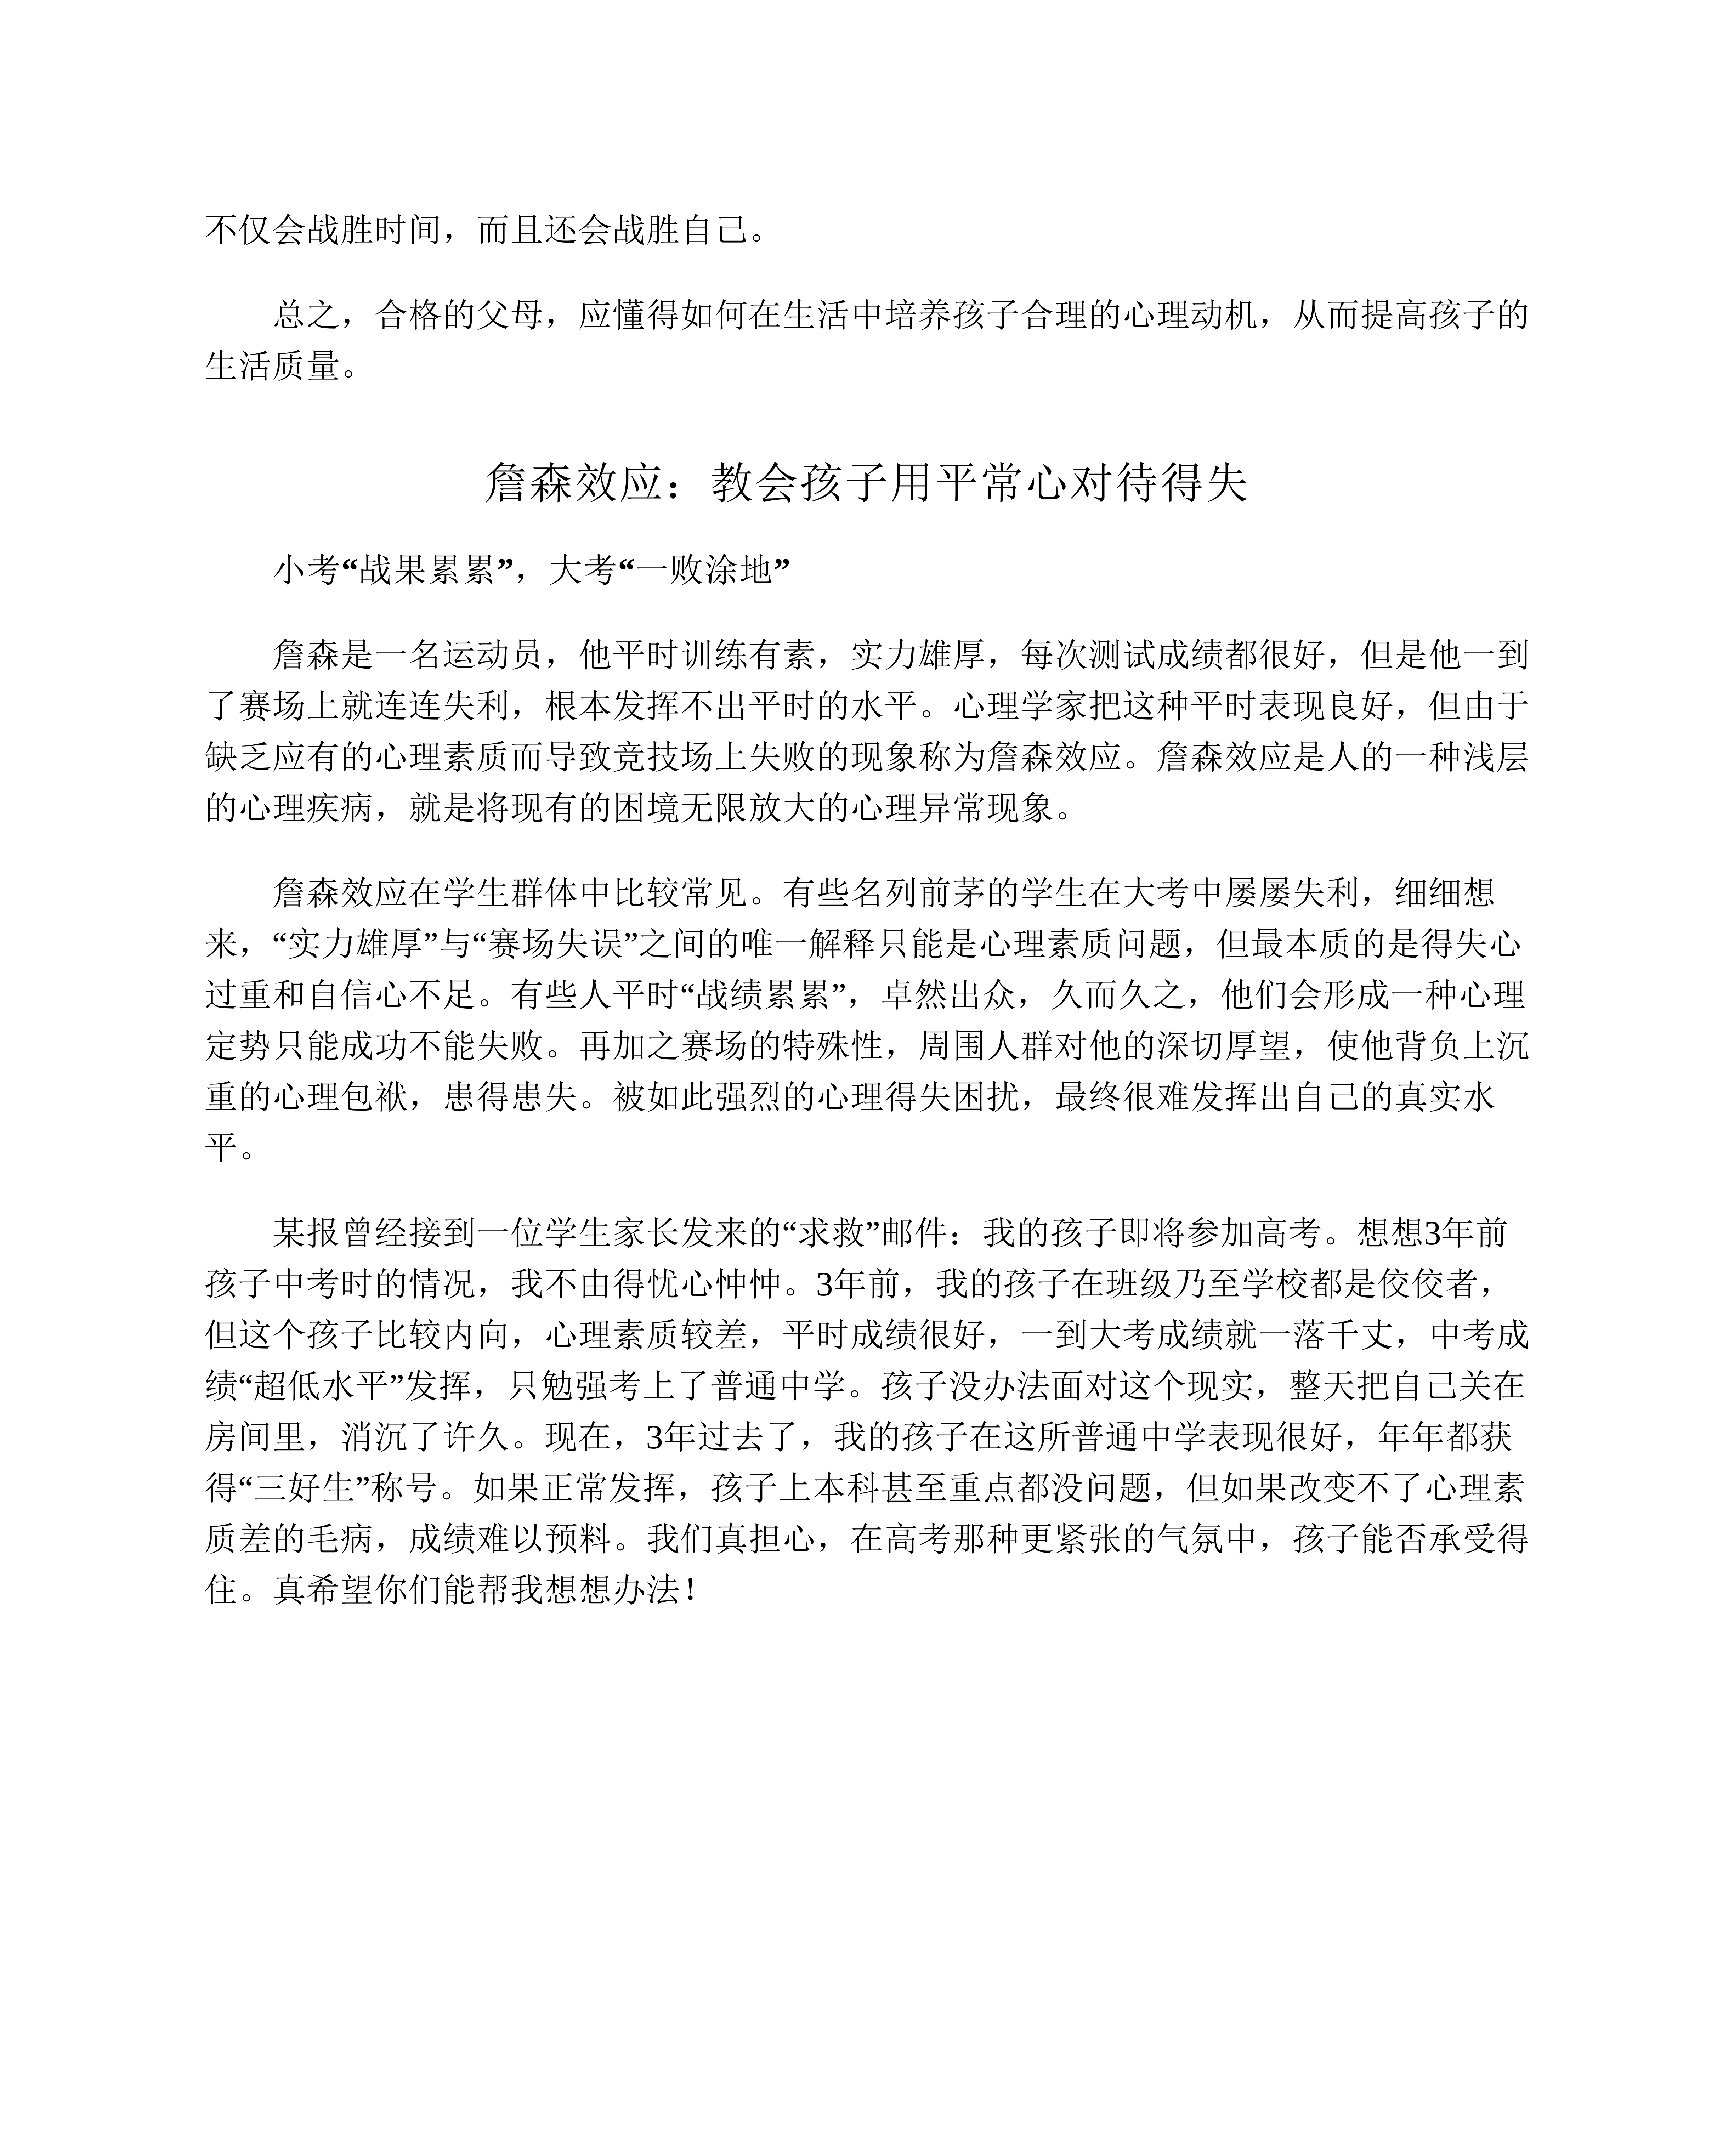 不仅会战胜时间，而且还会战胜自己。
总之，合格的父母，应懂得如何在生活中培养孩子合理的心理动机，从而提高孩子的
生活质量。
詹森效应：教会孩子用平常心对待得失
小考“战果累累”，大考“一败涂地”
詹森是一名运动员，他平时训练有素，实力雄厚，每次测试成绩都很好，但是他一到
了赛场上就连连失利，根本发挥不出平时的水平。心理学家把这种平时表现良好，但由于
缺乏应有的心理素质而导致竞技场上失败的现象称为詹森效应。詹森效应是人的一种浅层
的心理疾病，就是将现有的困境无限放大的心理异常现象。
詹森效应在学生群体中比较常见。有些名列前茅的学生在大考中屡屡失利，细细想
来，“实力雄厚”与“赛场失误”之间的唯一解释只能是心理素质问题，但最本质的是得失心
过重和自信心不足。有些人平时“战绩累累”，卓然出众，久而久之，他们会形成一种心理
定势只能成功不能失败。再加之赛场的特殊性，周围人群对他的深切厚望，使他背负上沉
重的心理包袱，患得患失。被如此强烈的心理得失困扰，最终很难发挥出自己的真实水
平。
某报曾经接到一位学生家长发来的“求救”邮件：我的孩子即将参加高考。想想3年前
孩子中考时的情况，我不由得忧心忡忡。3年前，我的孩子在班级乃至学校都是佼佼者，
但这个孩子比较内向，心理素质较差，平时成绩很好，一到大考成绩就一落千丈，中考成
绩“超低水平”发挥，只勉强考上了普通中学。孩子没办法面对这个现实，整天把自己关在
房间里，消沉了许久。现在，3年过去了，我的孩子在这所普通中学表现很好，年年都获
得“三好生”称号。如果正常发挥，孩子上本科甚至重点都没问题，但如果改变不了心理素
质差的毛病，成绩难以预料。我们真担心，在高考那种更紧张的气氛中，孩子能否承受得
住。真希望你们能帮我想想办法！